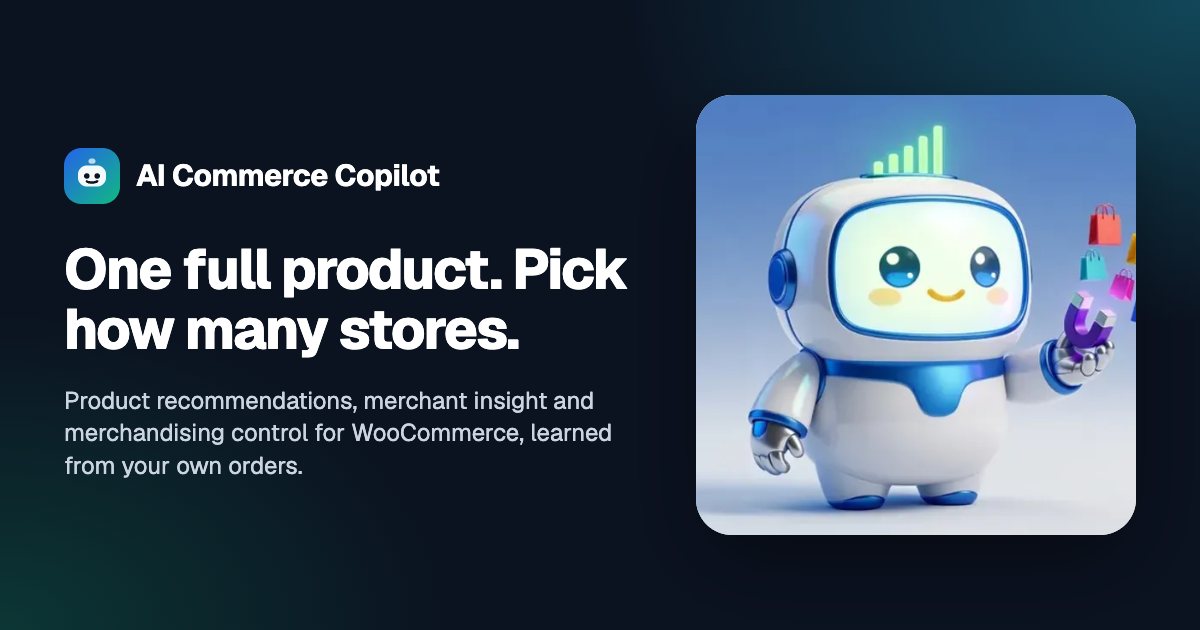 AI Commerce Copilot
One full product. Pick
how many stores.
Product recommendations, merchant insight and
merchandising control for WooCommerce, learned
from your own orders.